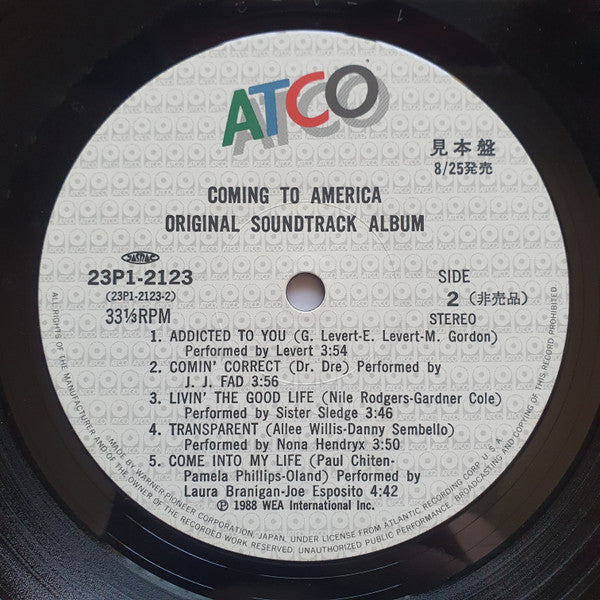 ATCO
見本盤
8/25発売
COMING TO AMERICA
ORIGINAL SOUNDTRACK ALBUM
JASRAC
23P1-2123
(23P1-2123-2)
33⅓RPM
SIDE
2 (非売品)
STEREO
1. ADDICTED TO YOU (G. Levert-E. Levert-M. Gordon)
Performed by Levert 3:54
2. COMIN' CORRECT (Dr. Dre) Performed by
J. J. FAD 3:56
3. LIVIN' THE GOOD LIFE (Nile Rodgers-Gardner Cole)
Performed by Sister Sledge 3:46
4. TRANSPARENT (Allee Willis-Danny Sembello)
Performed by Nona Hendryx 3:50
5. COME INTO MY LIFE (Paul Chiten-
Pamela Phillips-Oland) Performed by
Laura Branigan-Joe Esposito 4:42
Ⓟ 1988 WEA International Inc.
MADE BY WARNER-PIONEER CORPORATION, JAPAN, UNDER LICENSE FROM ATLANTIC RECORDING CORP. U. S. A.
ALL RIGHTS OF THE MANUFACTURER AND OF THE OWNER OF THE RECORDED WORK RESERVED. UNAUTHORIZED PUBLIC PERFORMANCE, BROADCASTING AND COPYING OF THIS RECORD PROHIBITED.